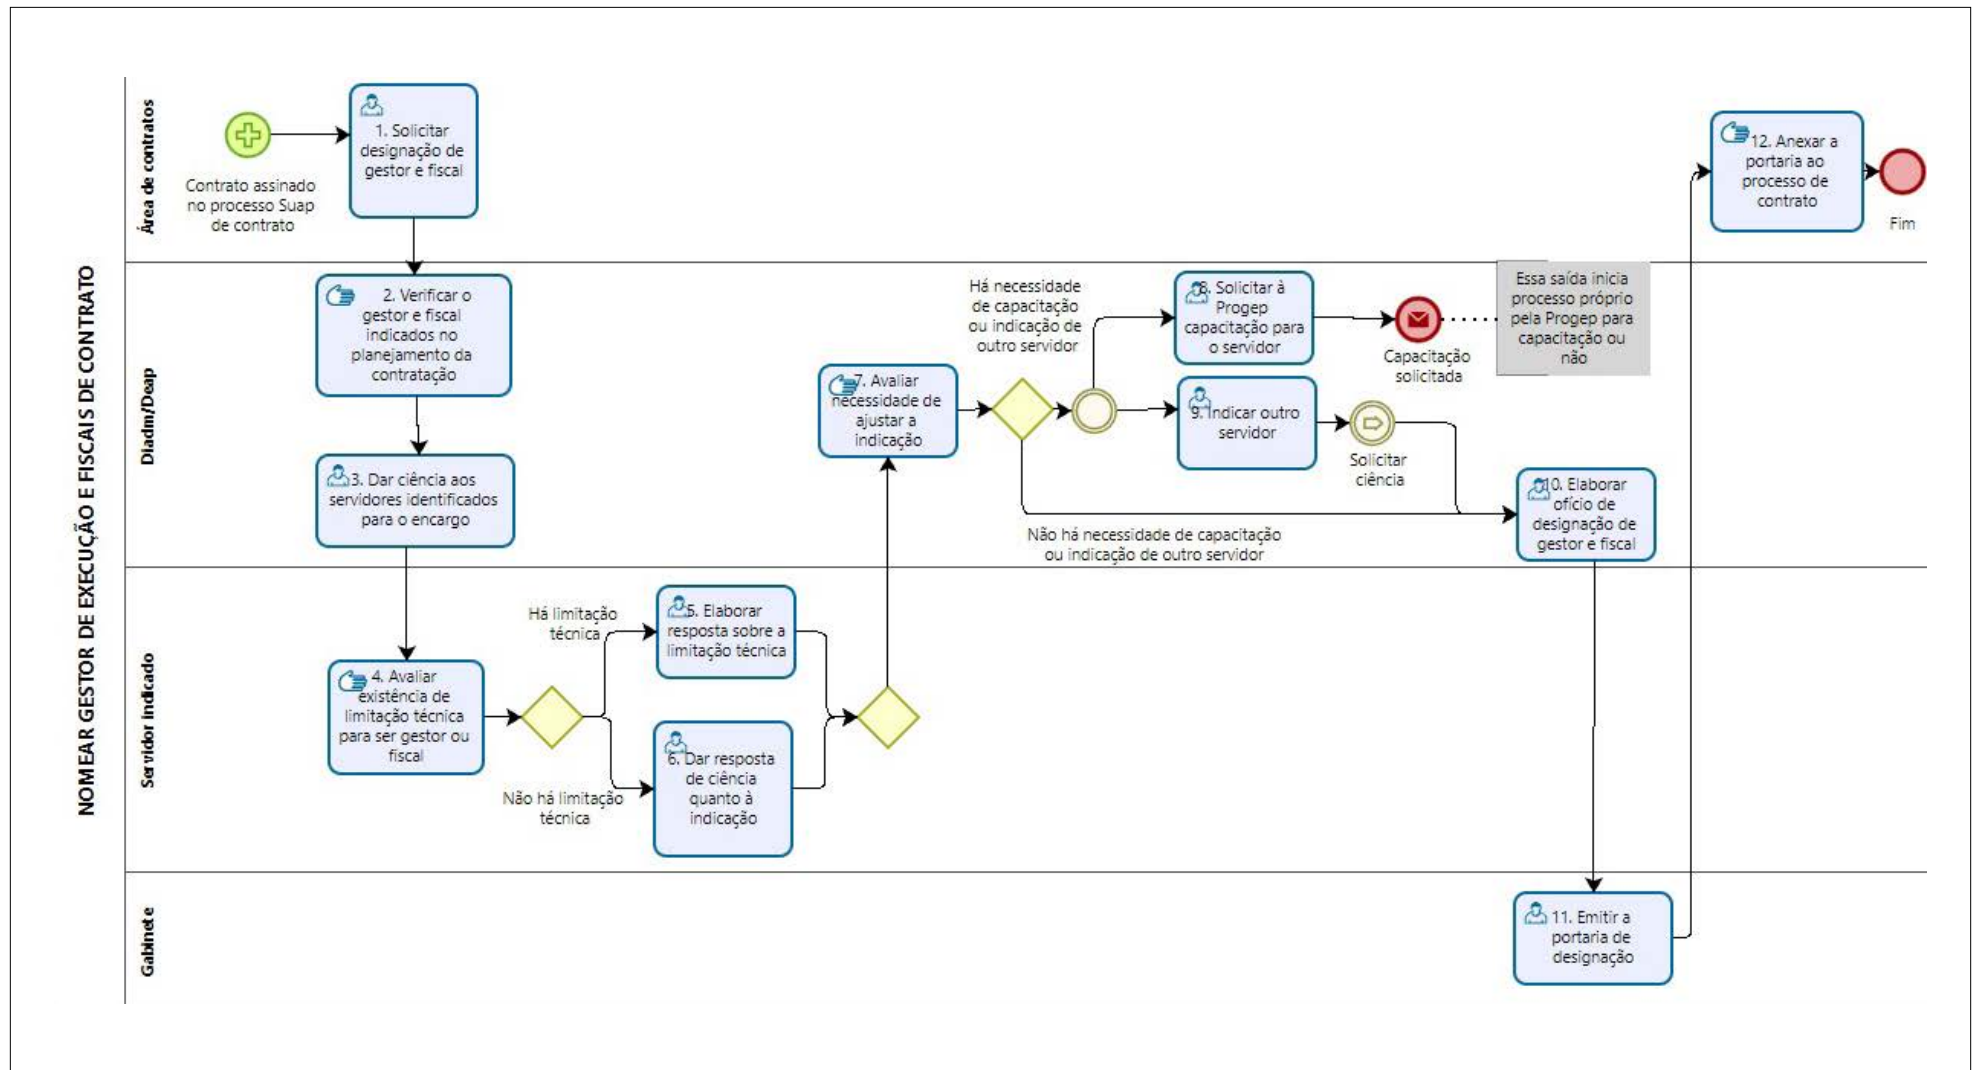 NOMEAR GESTOR DE EXECUÇÃO E FISCAIS DE CONTRATO
Área de contratos
Contrato assinado
no processo Suap
de contrato
1. Solicitar
designação de
gestor e fiscal
12. Anexar a
portaria ao
processo de
contrato
Fim
Diadm/Doap
2. Verificar o
gestor e fiscal
indicados no
planejamento da
contratação
3. Dar ciência aos
servidores identificados
para o encargo
7. Avaliar
necessidade de
ajustar a
indicação
Há necessidade
de capacitação
ou indicação de
outro servidor
8. Solicitar à
Progep
capacitação para
o servidor
Capacitação
solicitada
Essa saída inicia
processo próprio
pela Progep para
capacitação ou
não
9. Indicar outro
servidor
Solicitar
ciência
Não há necessidade de capacitação
ou indicação de outro servidor
10. Elaborar
ofício de
designação de
gestor e fiscal
Servidor indicado
4. Avaliar
existência de
limitação técnica
para ser gestor ou
fiscal
Há limitação
técnica
5. Elaborar
resposta sobre a
limitação técnica
Não há limitação
técnica
6. Dar resposta
de ciência
quanto à
indicação
Gabinete
11. Emitir a
portaria de
designação